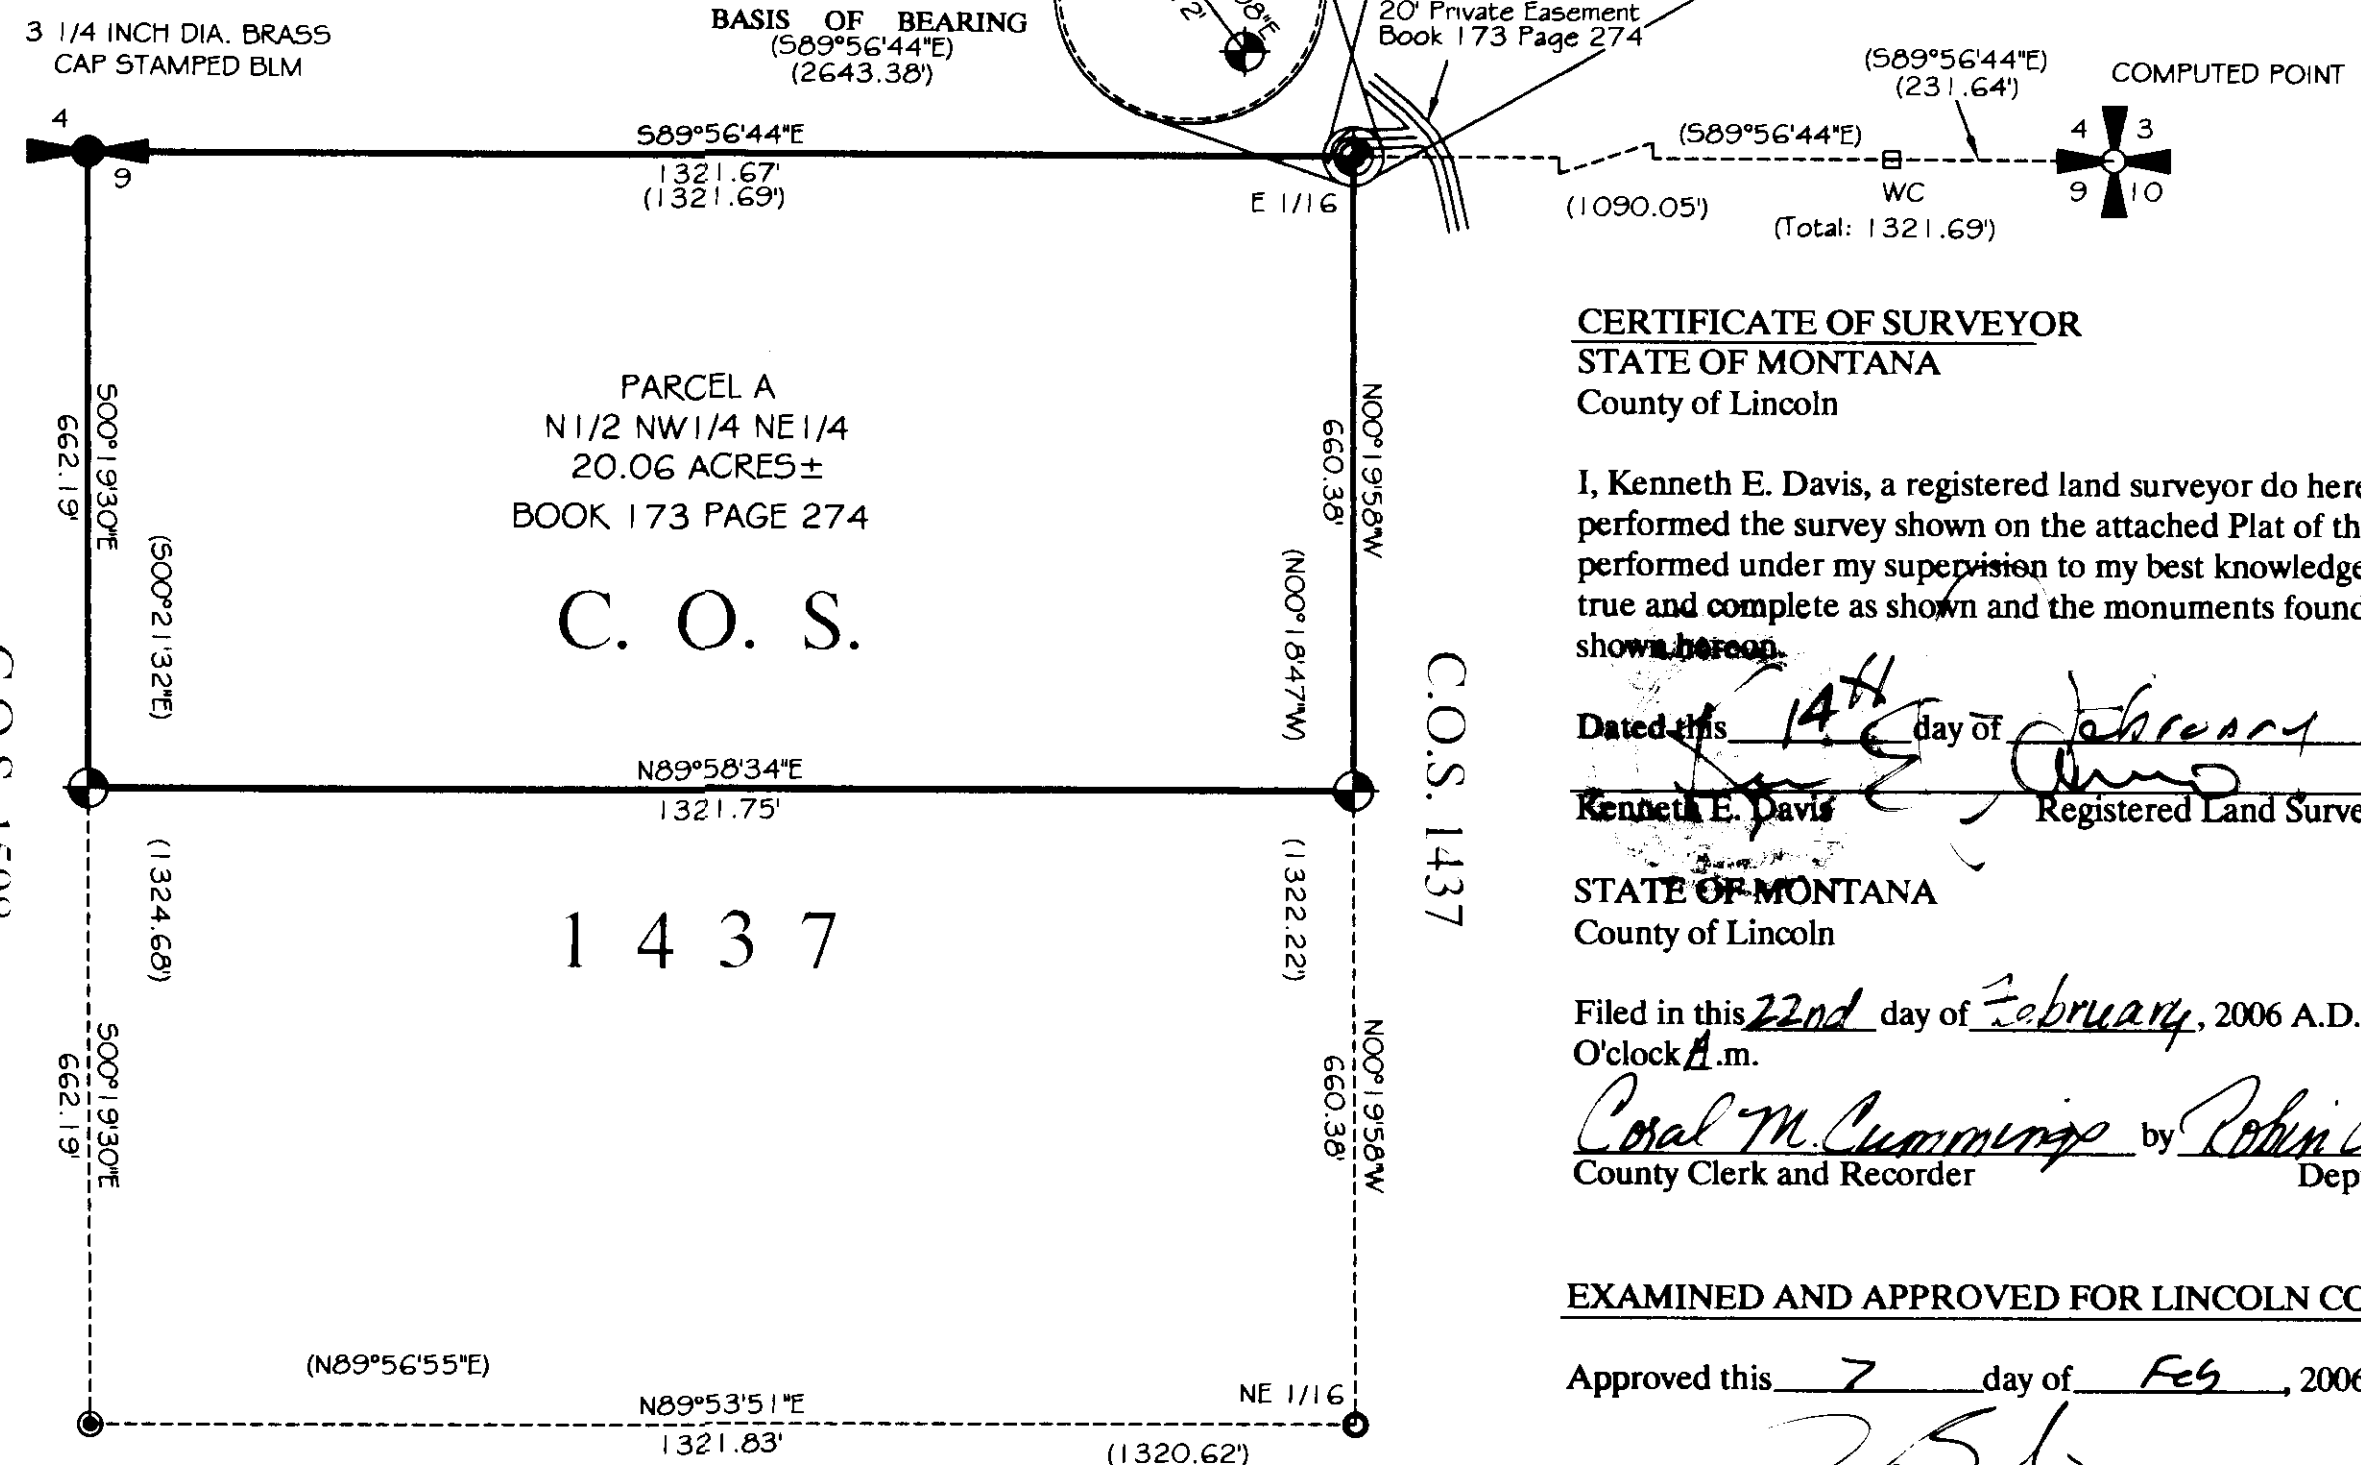 3 1/4 INCH DIA. BRASS
CAP STAMPED BLM
BASIS OF BEARING
(S89°56'44"E)
(2643.38')
20' Private Easement
Book 173 Page 274
(S89°56'44"E)
(231.64')
COMPUTED POINT
4
9
S89°56'44"E
1321.67'
(1321.69')
E 1/16
(S89°56'44"E)
(1090.05')
WC
(Total: 1321.69')
4 3
9 10
PARCEL A
N1/2 NW1/4 NE1/4
20.06 ACRES±
BOOK 173 PAGE 274
C. O. S.
S00°19'30"E
662.19'
(S00°21'32"E)
N00°19'58"W
660.38'
(N00°18'47"W)
C.O.S. 1437
N89°58'34"E
1321.75'
1 4 3 7
(1324.68')
(1322.22')
S00°19'30"E
662.19'
N00°19'58"W
660.38'
(N89°56'55"E)
N89°53'51"E
1321.83'
NE 1/16
(1320.62')
CERTIFICATE OF SURVEYOR
STATE OF MONTANA
County of Lincoln
I, Kenneth E. Davis, a registered land surveyor do here
performed the survey shown on the attached Plat of th
performed under my supervision to my best knowledge
true and complete as shown and the monuments found
shown hereon.
Dated this 14TH day of February
Kenneth E. Davis Registered Land Surve
STATE OF MONTANA
County of Lincoln
Filed in this 22nd day of February, 2006 A.D.
O'clock A.m.
Coral M. Cummings by Robin
County Clerk and Recorder Dep
EXAMINED AND APPROVED FOR LINCOLN CO
Approved this 7 day of Feb, 2006